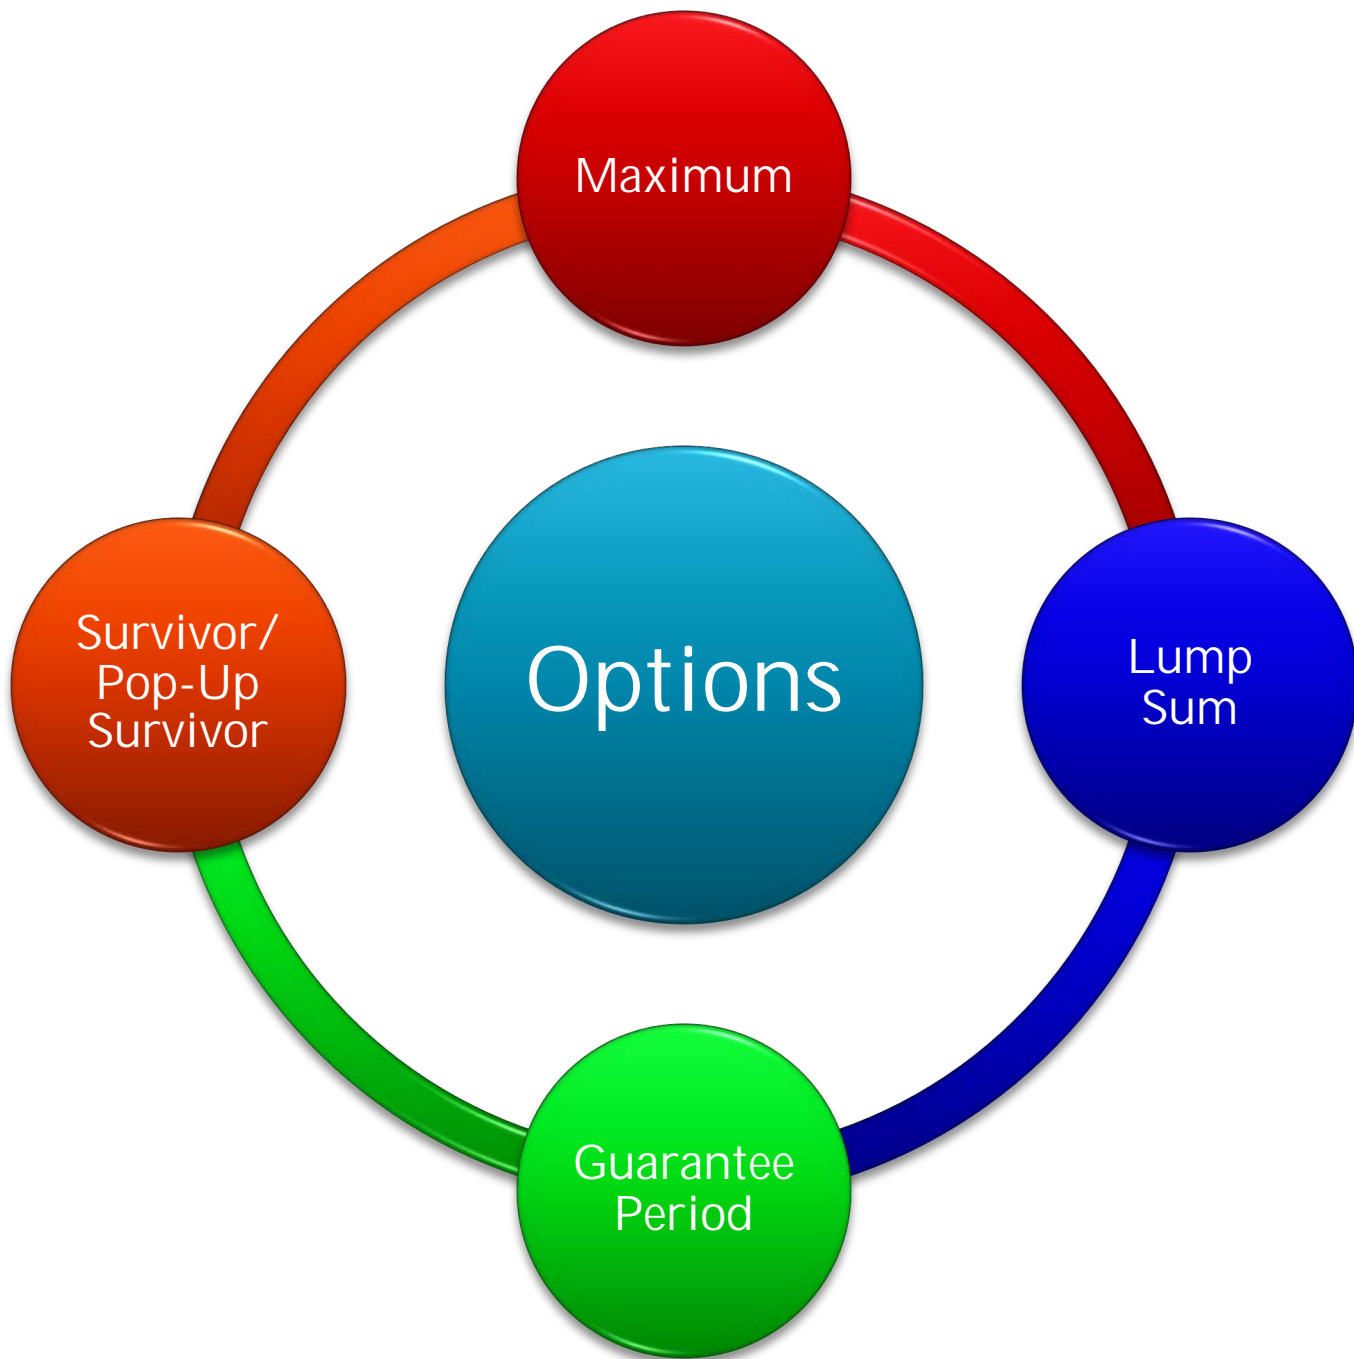 Maximum
Survivor/
Pop-Up
Survivor
Options
Lump
Sum
Guarantee
Period